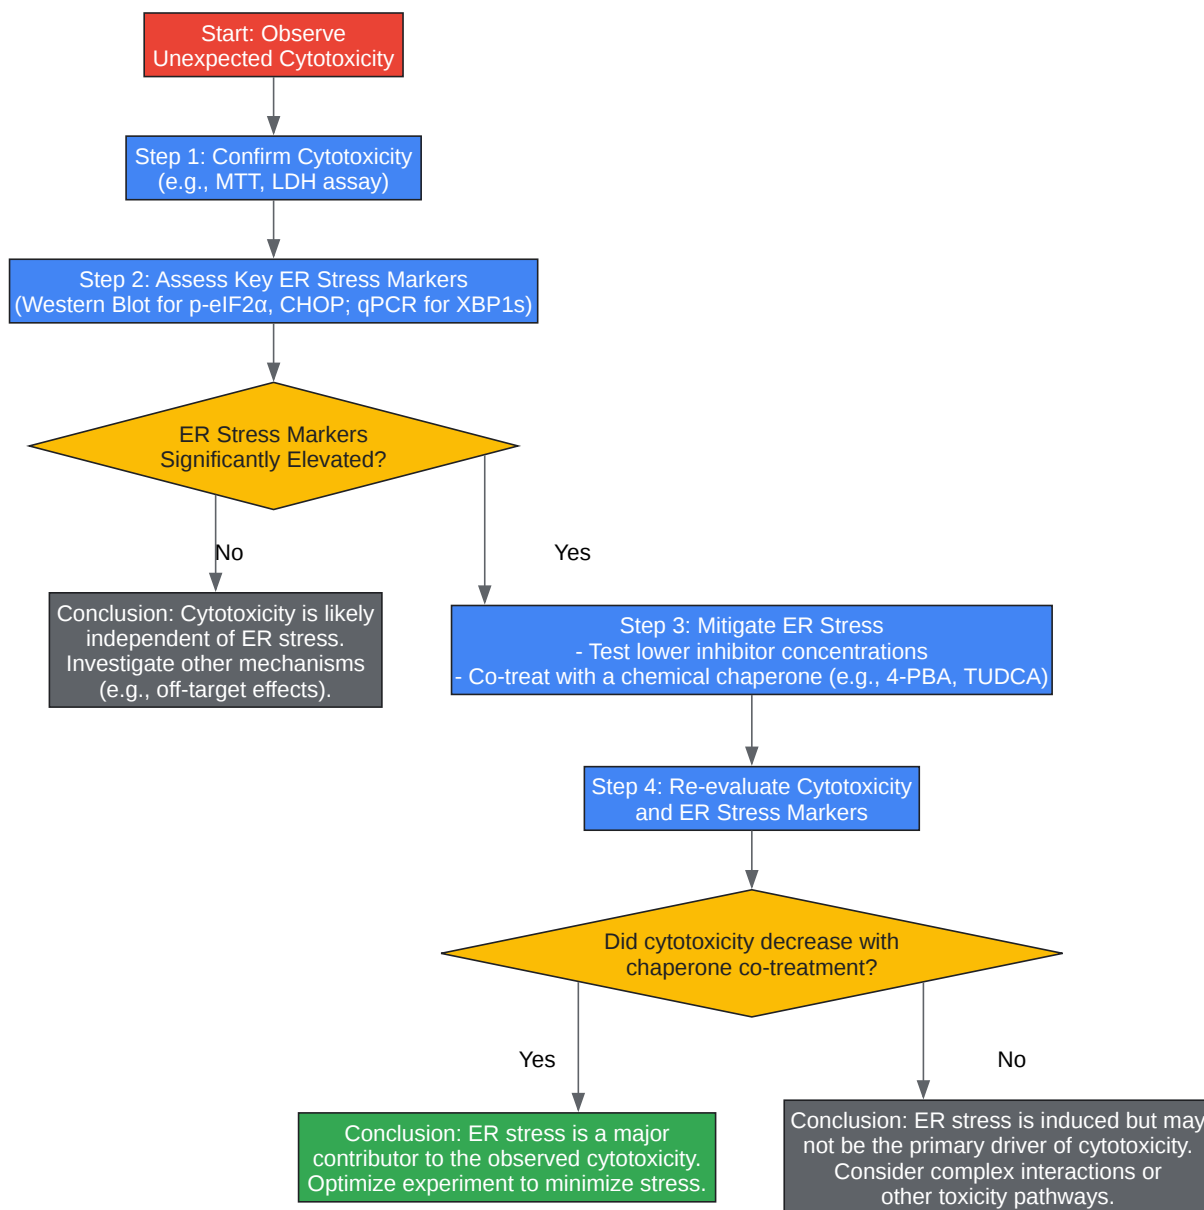 Start: Observe
Unexpected Cytotoxicity
Step 1: Confirm Cytotoxicity
(e.g., MTT, LDH assay)
Step 2: Assess Key ER Stress Markers
(Western Blot for p-eIF2α, CHOP; qPCR for XBP1s)
ER Stress Markers
Significantly Elevated?
No
Yes
Conclusion: Cytotoxicity is likely
independent of ER stress.
Investigate other mechanisms
(e.g., off-target effects).
Step 3: Mitigate ER Stress
- Test lower inhibitor concentrations
- Co-treat with a chemical chaperone (e.g., 4-PBA, TUDCA)
Step 4: Re-evaluate Cytotoxicity
and ER Stress Markers
Did cytotoxicity decrease with
chaperone co-treatment?
Yes
No
Conclusion: ER stress is a major
contributor to the observed cytotoxicity.
Optimize experiment to minimize stress.
Conclusion: ER stress is induced but may
not be the primary driver of cytotoxicity.
Consider complex interactions or
other toxicity pathways.